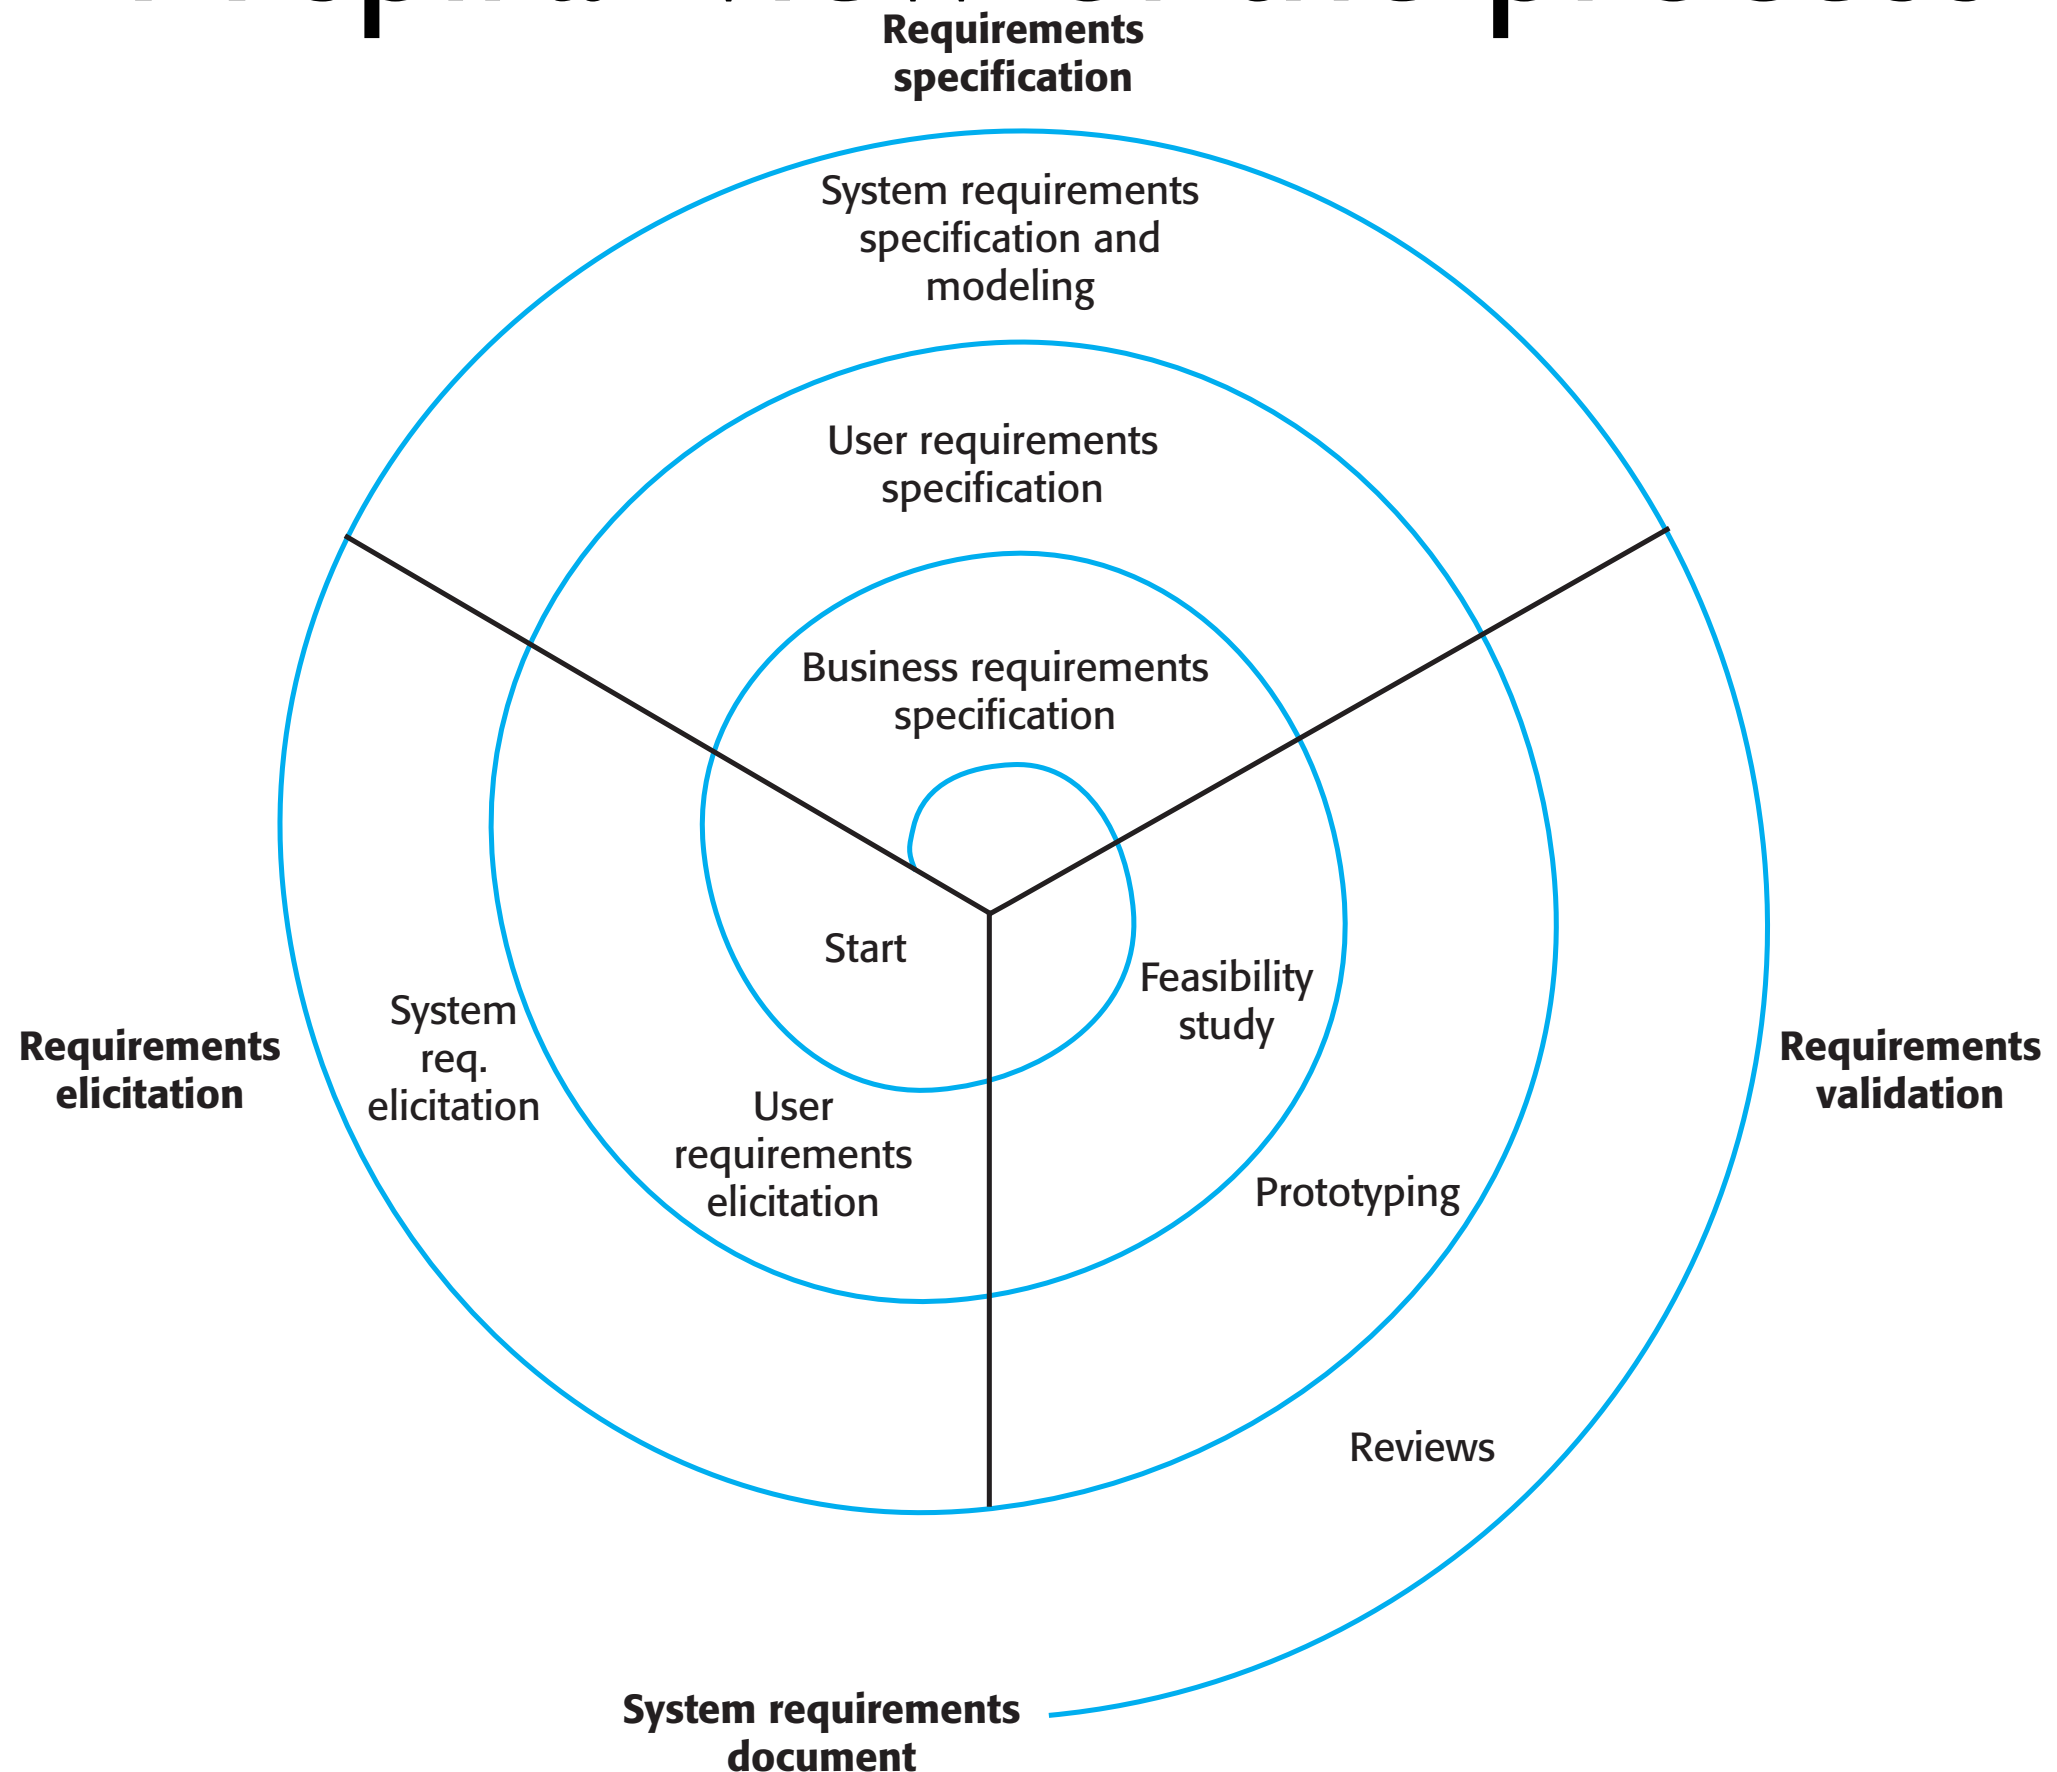 Requirements
specification
System requirements
specification and
modeling
User requirements
specification
Business requirements
specification
Start
Feasibility
study
System
req.
elicitation
Requirements
elicitation
Requirements
validation
User
requirements
elicitation
Prototyping
Reviews
System requirements
document